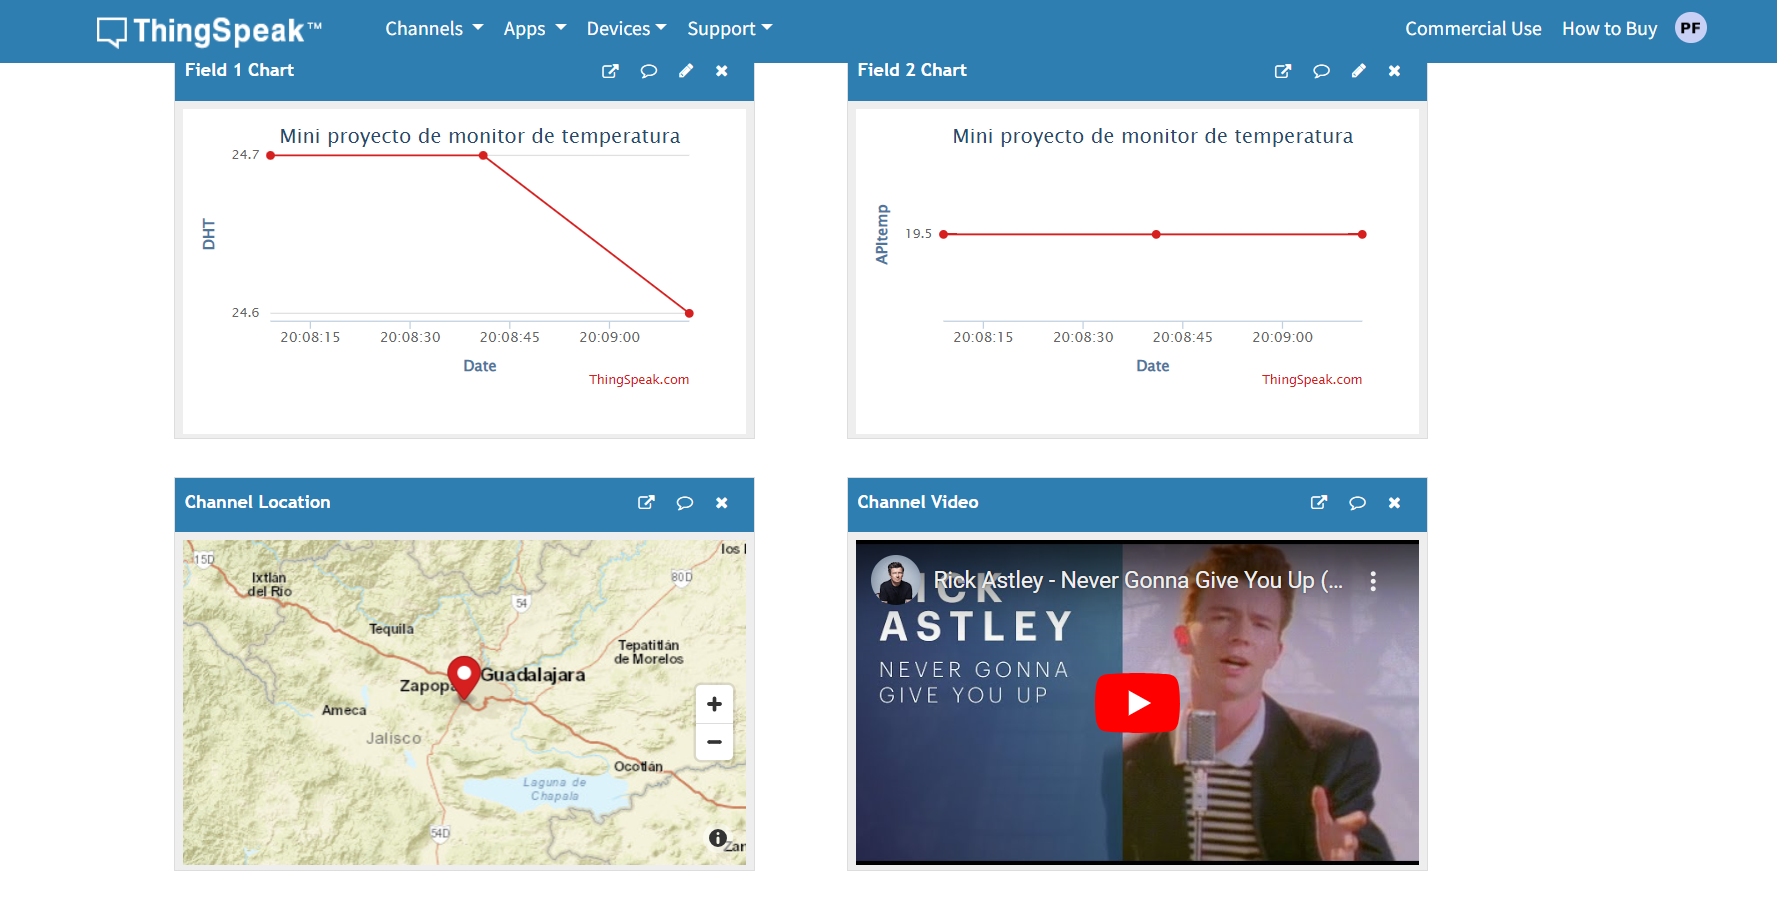 ThingSpeak™
Channels Apps Devices Support
Commercial Use How to Buy PF
Field 1 Chart
Mini proyecto de monitor de temperatura
DHT
24.7
24.6
20:08:15 20:08:30 20:08:45 20:09:00
Date
ThingSpeak.com
Field 2 Chart
Mini proyecto de monitor de temperatura
APItemp
19.5
20:08:15 20:08:30 20:08:45 20:09:00
Date
ThingSpeak.com
Channel Location
15D
los
Ixtlán
del Río
80D
54
Tequila
Tepatitlán
de Morelos
Guadalajara
Zapopa
Ameca
Jalisco
+
−
Ocotlán
Laguna de
Chapala
54D
Zar
Channel Video
Rick Astley - Never Gonna Give You Up (...
ICK
ASTLEY
NEVER GONNA
GIVE YOU UP